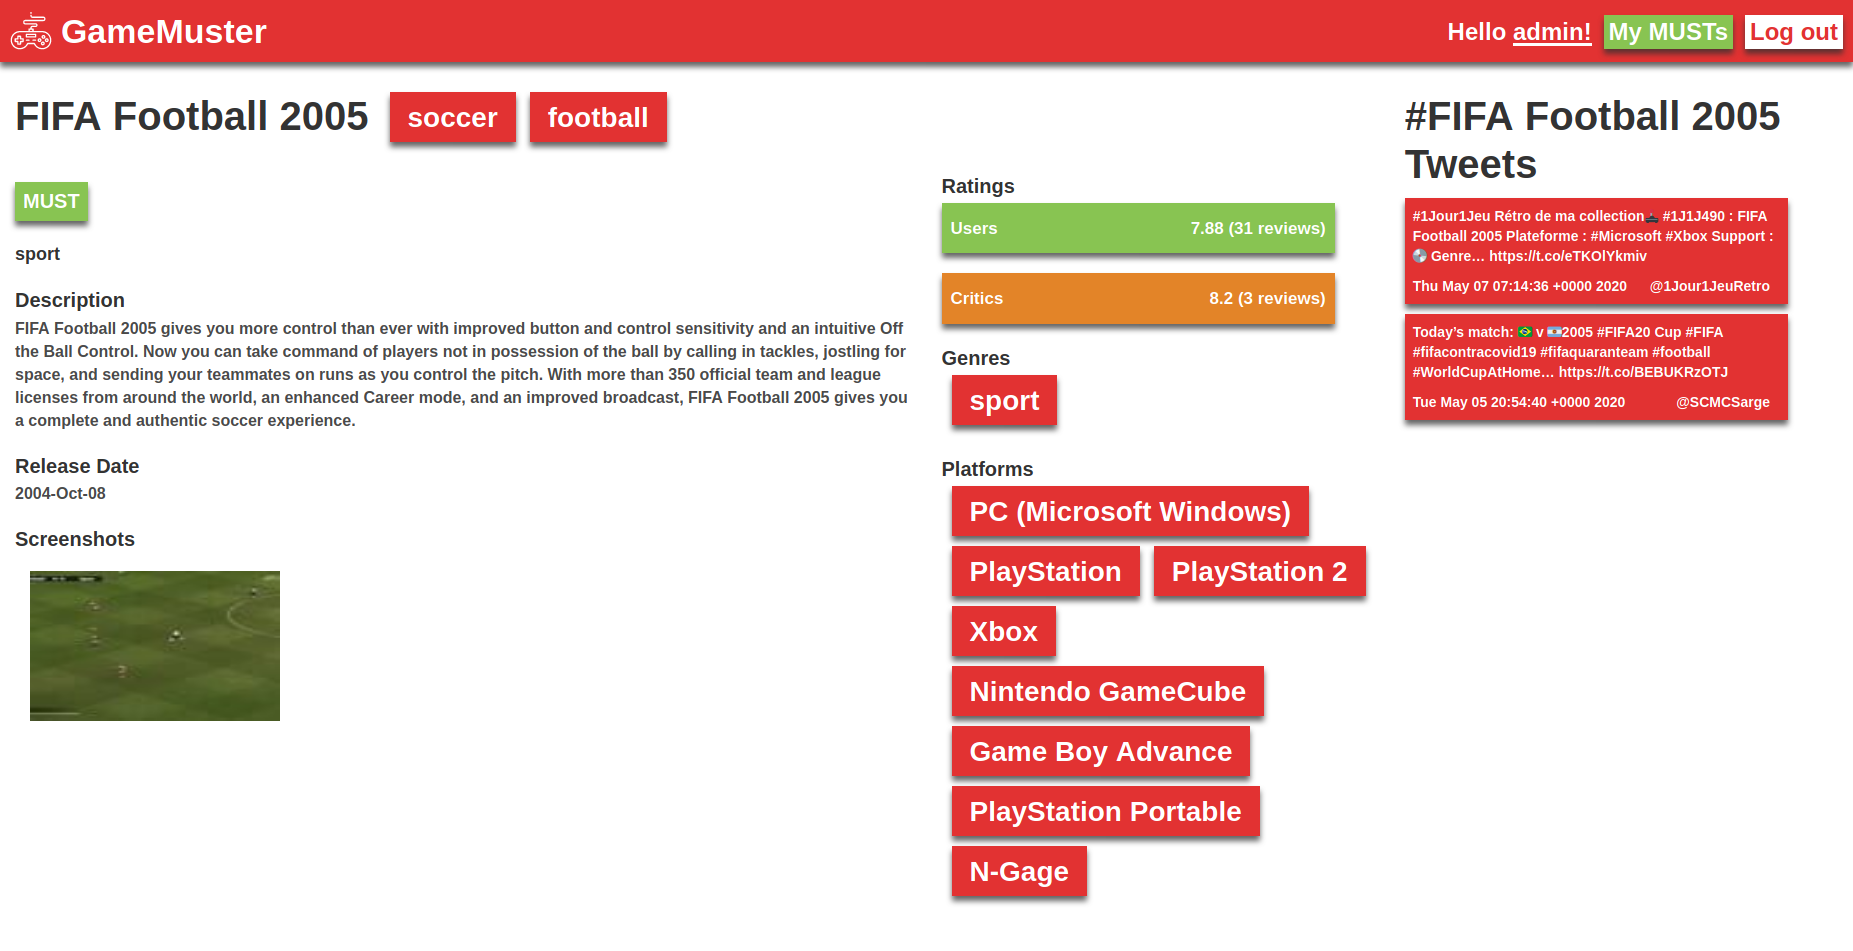 GameMuster
Hello admin!
My MUSTs
Log out
FIFA Football 2005
soccer
football
MUST
sport
Description
FIFA Football 2005 gives you more control than ever with improved button and control sensitivity and an intuitive Off
the Ball Control. Now you can take command of players not in possession of the ball by calling in tackles, jostling for
space, and sending your teammates on runs as you control the pitch. With more than 350 official team and league
licenses from around the world, an enhanced Career mode, and an improved broadcast, FIFA Football 2005 gives you
a complete and authentic soccer experience.
Release Date
2004-Oct-08
Screenshots
Ratings
Users 7.88 (31 reviews)
Critics 8.2 (3 reviews)
Genres
sport
Platforms
PC (Microsoft Windows)
PlayStation
PlayStation 2
Xbox
Nintendo GameCube
Game Boy Advance
PlayStation Portable
N-Gage
#FIFA Football 2005
Tweets
#1Jour1Jeu Rétro de ma collection🕹 #1J1J490 : FIFA
Football 2005 Plateforme : #Microsoft #Xbox Support :
💿 Genre… https://t.co/eTKOlYkmiv
Thu May 07 07:14:36 +0000 2020 @1Jour1JeuRetro
Today’s match: 🇧🇷 v 🇦🇷2005 #FIFA20 Cup #FIFA
#fifacontracovid19 #fifaquaranteam #football
#WorldCupAtHome… https://t.co/BEBUKRzOTJ
Tue May 05 20:54:40 +0000 2020 @SCMCSarge